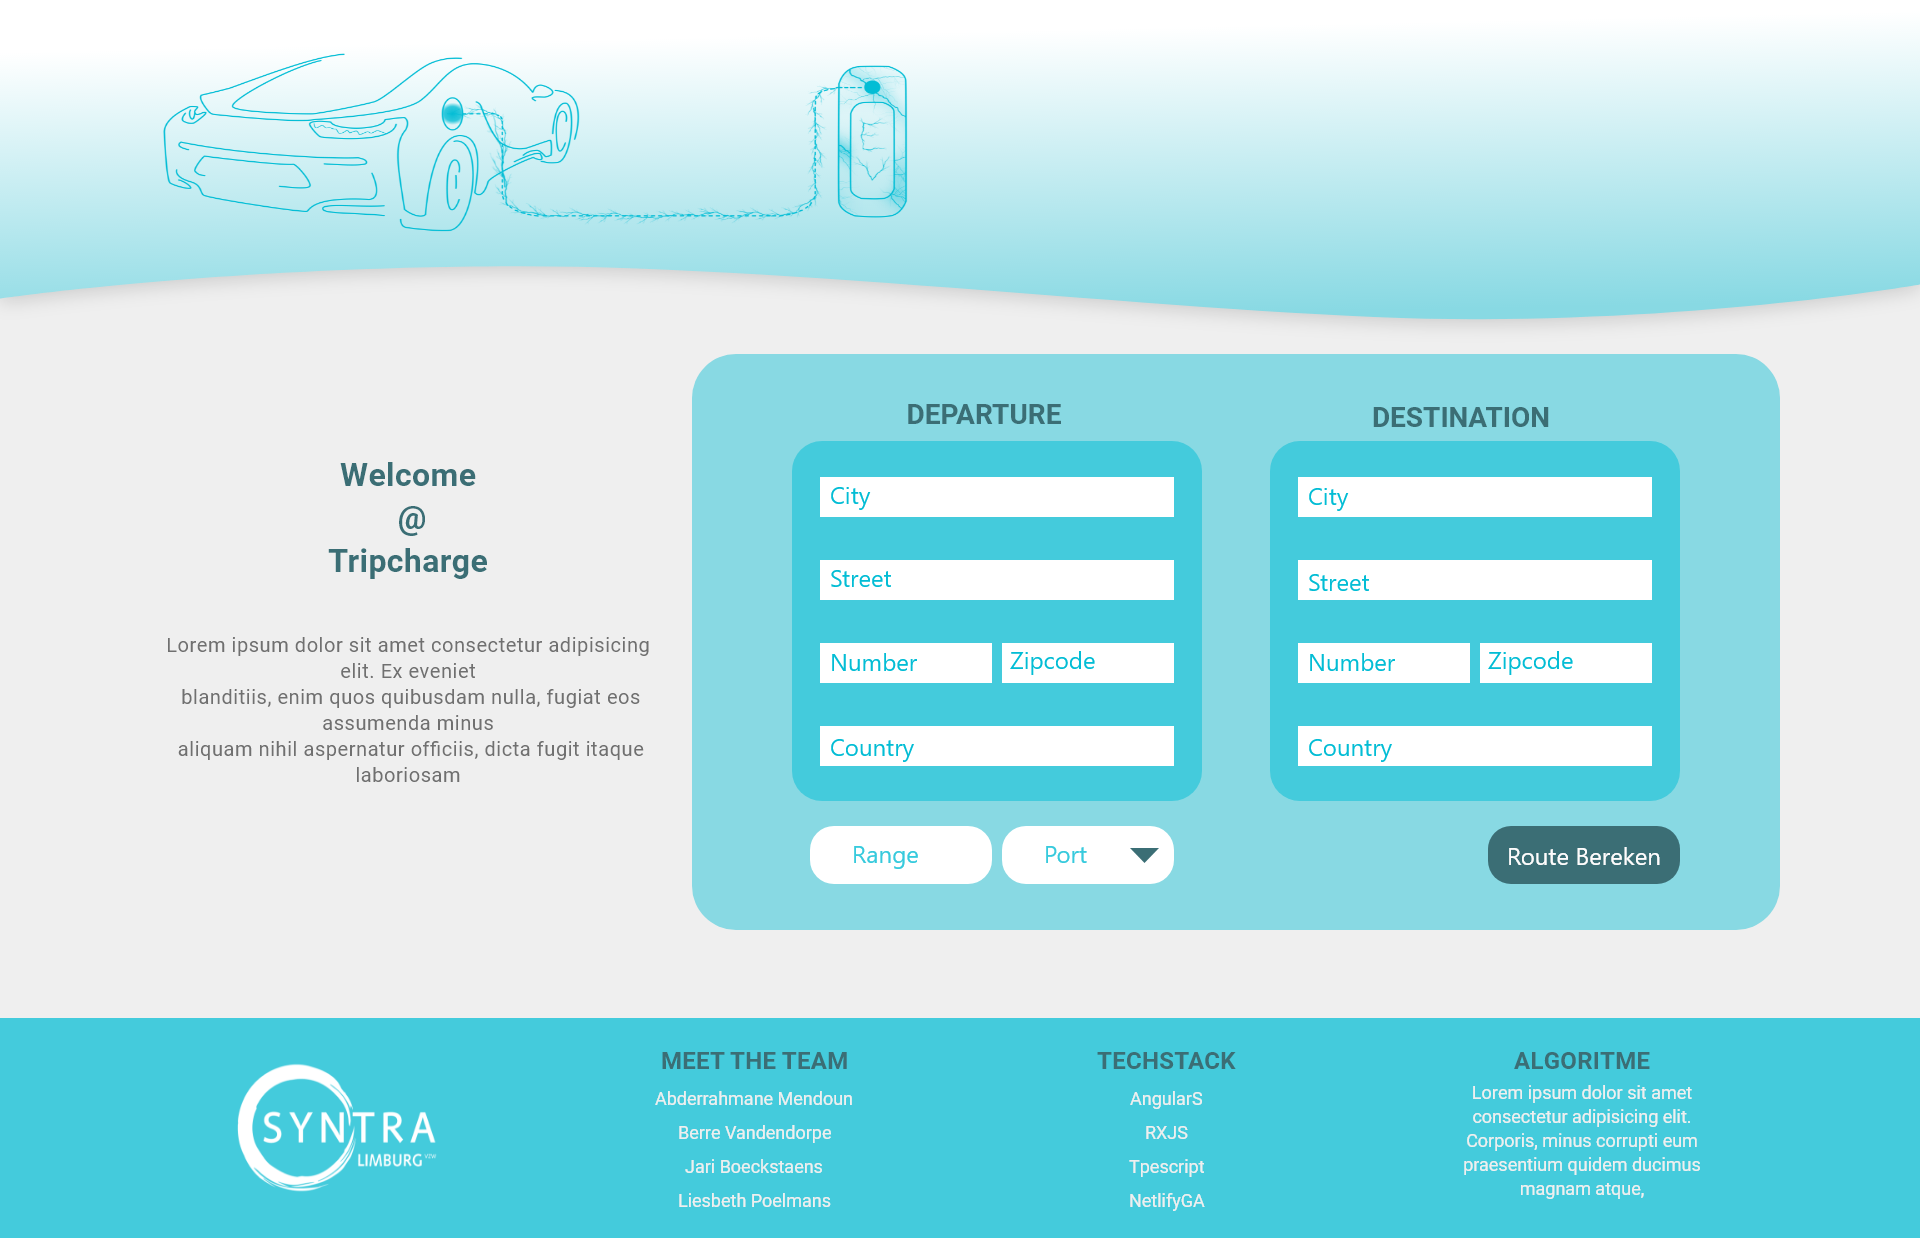 Welcome
@
Tripcharge
Lorem ipsum dolor sit amet consectetur adipisicing
elit. Ex eveniet
blanditiis, enim quos quibusdam nulla, fugiat eos
assumenda minus
aliquam nihil aspernatur officiis, dicta fugit itaque
laboriosam
DEPARTURE
City
Street
Number Zipcode
Country
Range Port
DESTINATION
City
Street
Number Zipcode
Country
Route Bereken
SYNTRA
LIMBURG vzw
MEET THE TEAM
Abderrahmane Mendoun
Berre Vandendorpe
Jari Boeckstaens
Liesbeth Poelmans
TECHSTACK
AngularS
RXJS
Tpescript
NetlifyGA
ALGORITME
Lorem ipsum dolor sit amet
consectetur adipisicing elit.
Corporis, minus corrupti eum
praesentium quidem ducimus
magnam atque,